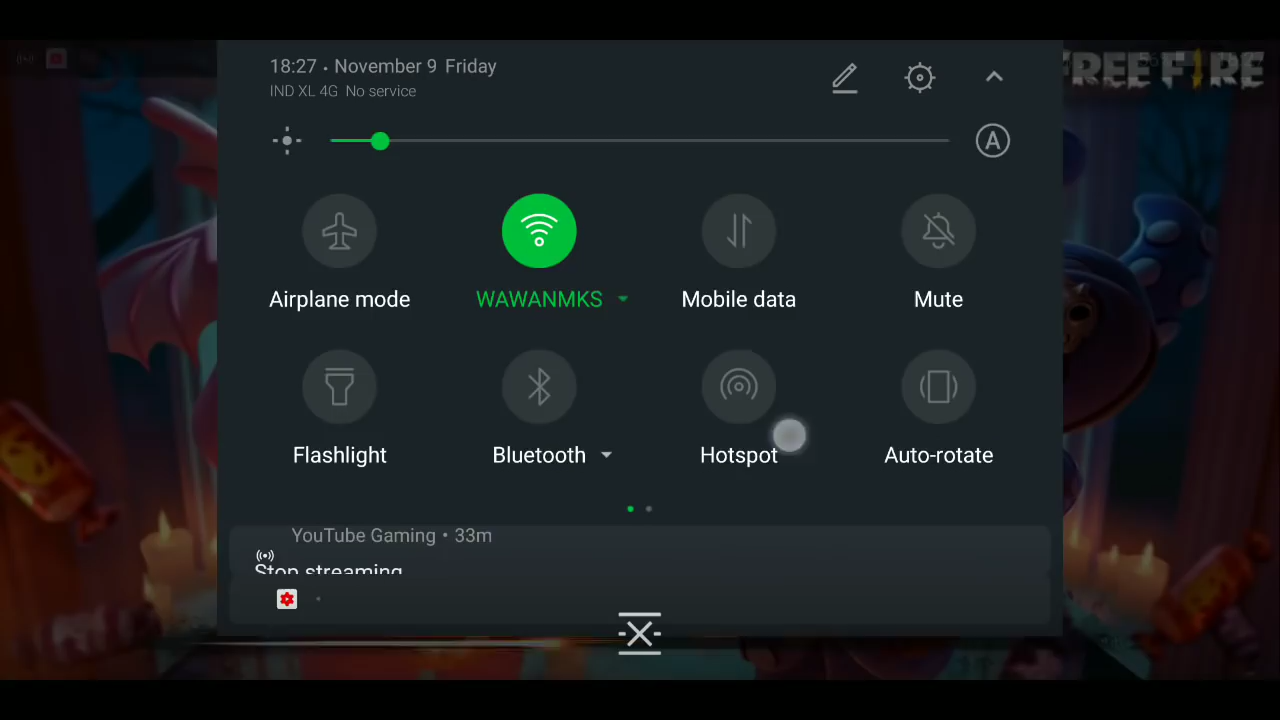 18:27 • November 9 Friday
IND XL 4G No service
FREE FIRE
A
Airplane mode
WAWANMKS
Mobile data
Mute
Flashlight
Bluetooth
Hotspot
Auto-rotate
YouTube Gaming • 33m
Stop streaming